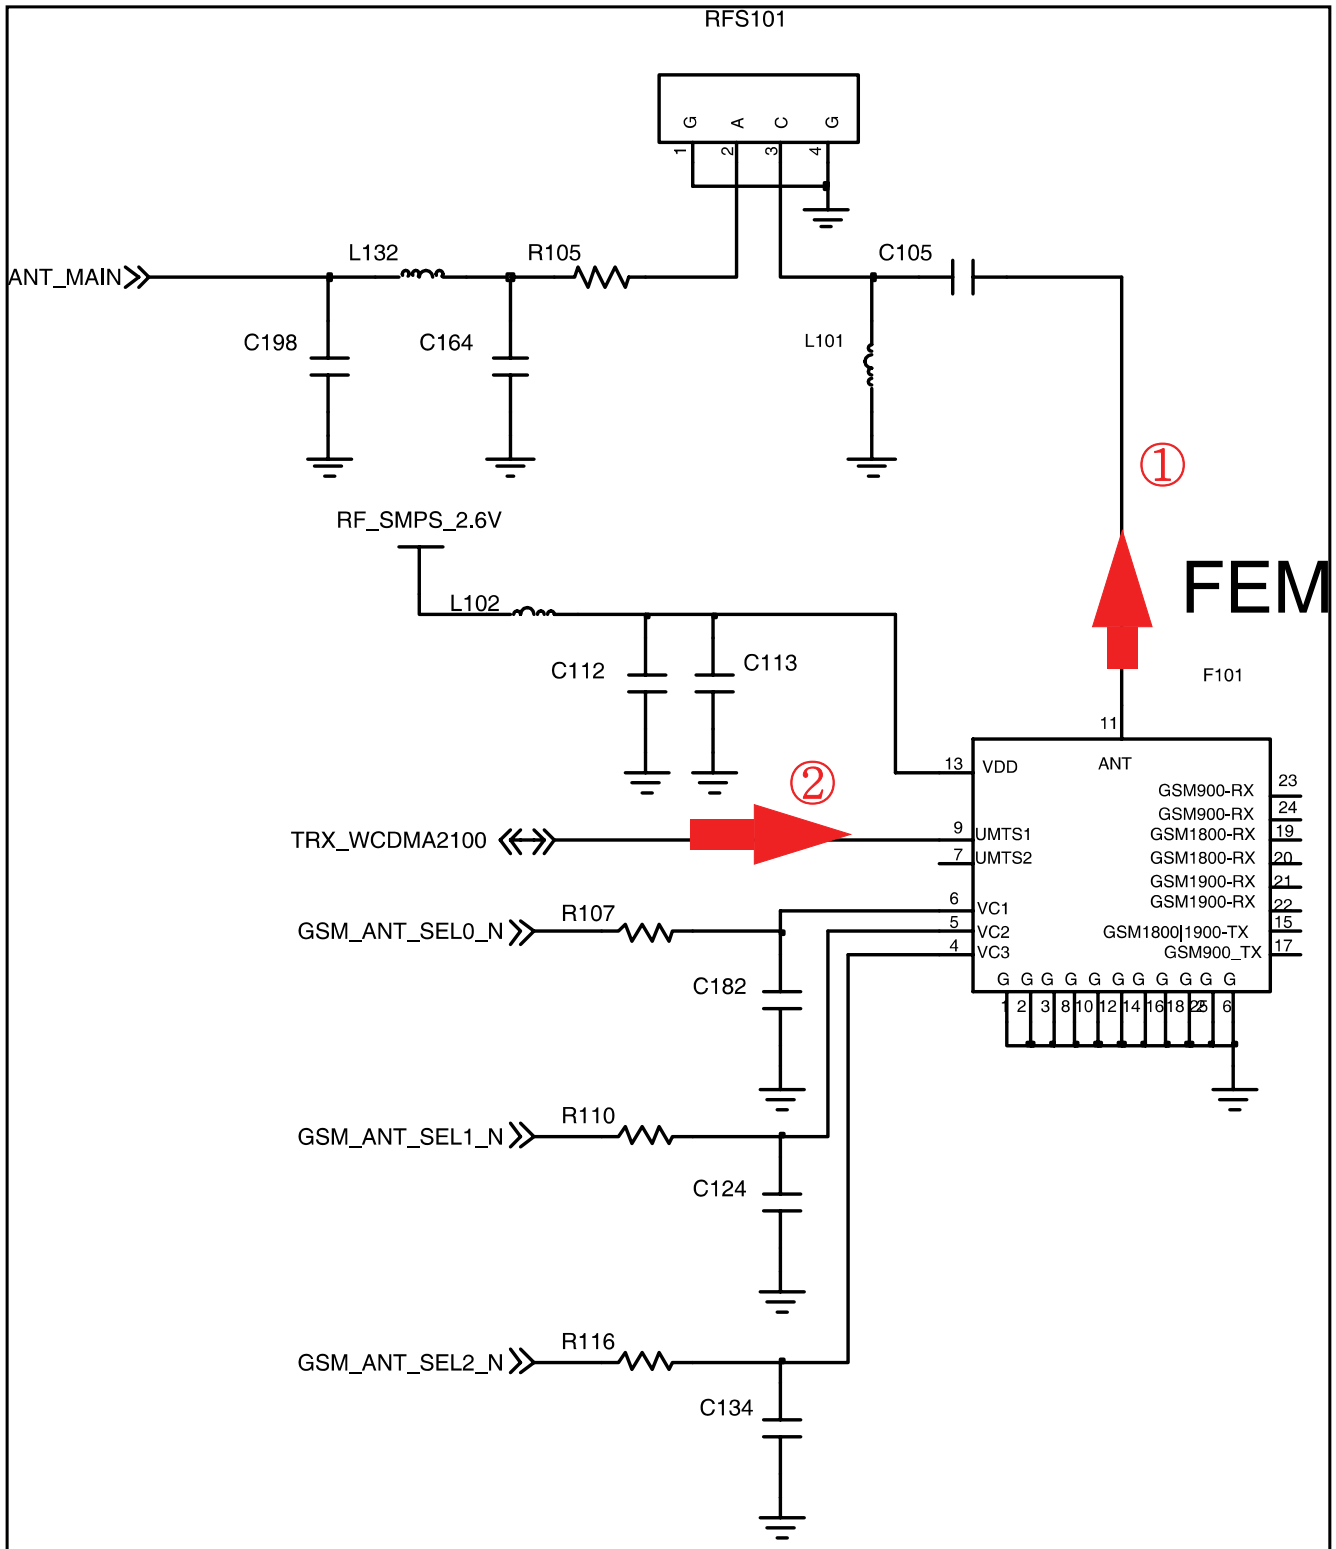 RFS101
G A C G
1 2 3 4
L132 R105 C105
ANT_MAIN
C198 C164 L101
①
RF_SMPS_2.6V
FEM
L102
C112 C113
F101
11
13 VDD ANT
②
GSM900-RX 23
GSM900-RX 24
TRX_WCDMA2100 9 UMTS1 GSM1800-RX 19
7 UMTS2 GSM1800-RX 20
GSM1900-RX 21
GSM1900-RX 22
R107 6 VC1
GSM_ANT_SEL0_N 5 VC2 GSM1800|1900-TX 15
4 VC3 GSM900_TX 17
G G G G G G G G G G G
C182
1 2 3 8 10 12 14 16 18 25 6
R110
GSM_ANT_SEL1_N
C124
R116
GSM_ANT_SEL2_N
C134